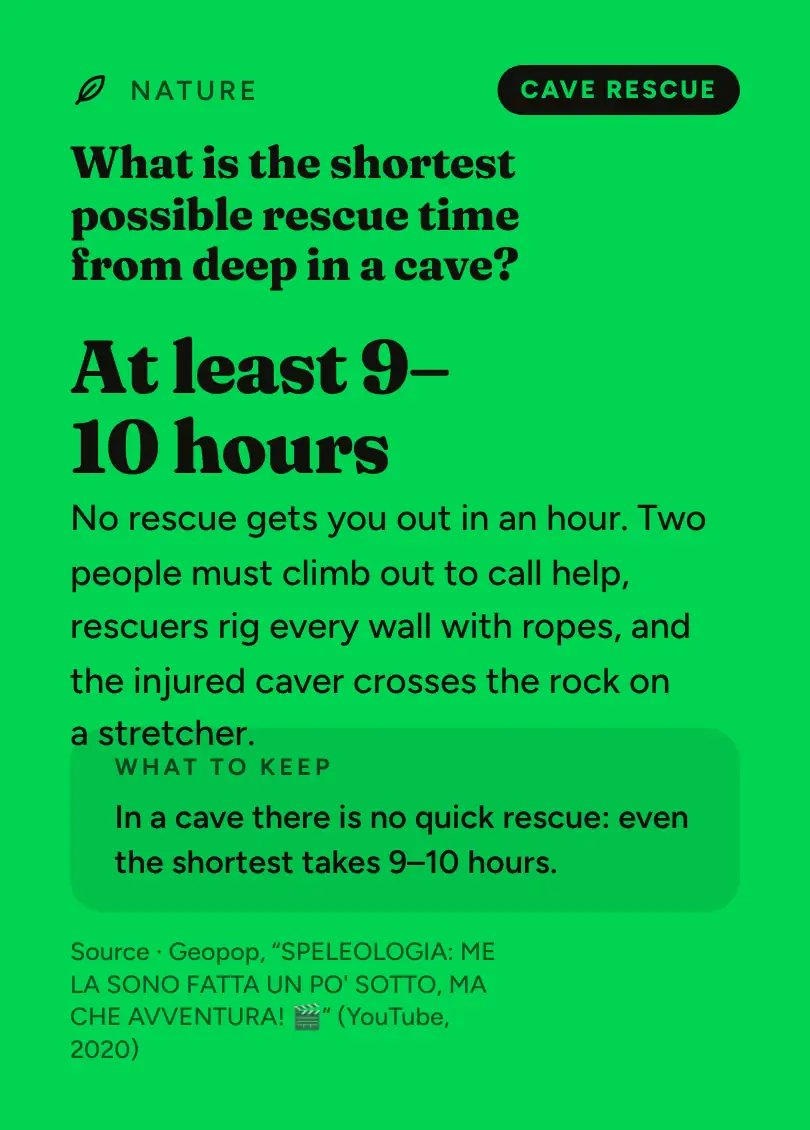 NATURE
CAVE RESCUE
What is the shortest
possible rescue time
from deep in a cave?
At least 9–
10 hours
No rescue gets you out in an hour. Two
people must climb out to call help,
rescuers rig every wall with ropes, and
the injured caver crosses the rock on
a stretcher.
WHAT TO KEEP
In a cave there is no quick rescue: even
the shortest takes 9–10 hours.
Source · Geopop, “SPELEOLOGIA: ME
LA SONO FATTA UN PO' SOTTO, MA
CHE AVVENTURA! 🎬” (YouTube,
2020)